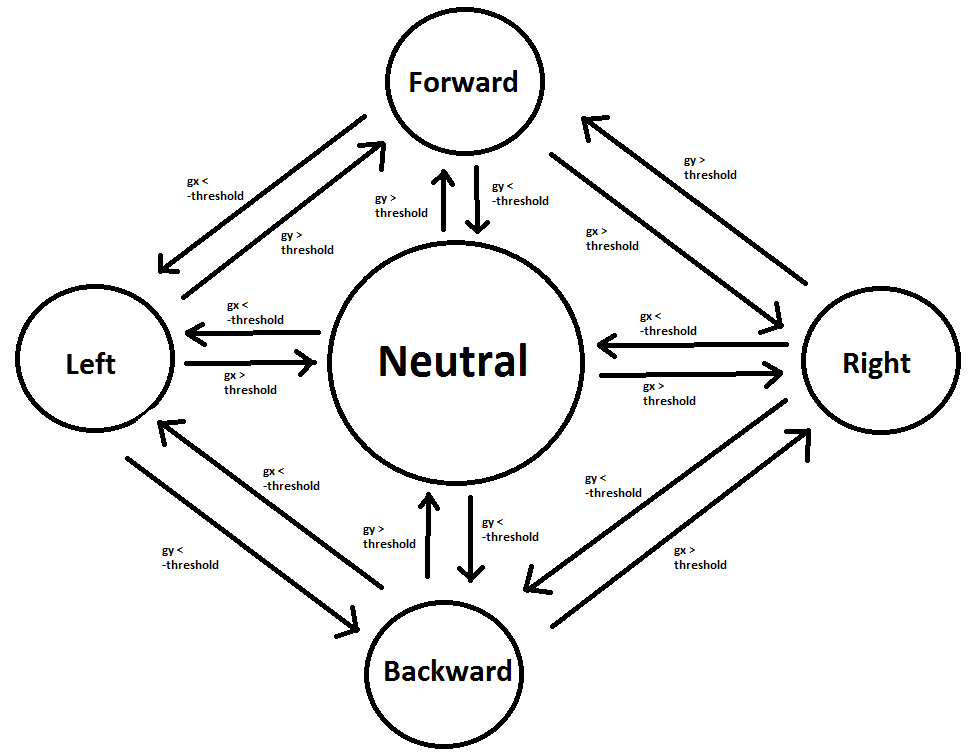 Forward
gx <
-threshold
gy >
threshold
gy >
threshold
gy <
-threshold
gy >
threshold
gx >
threshold
gx <
-threshold
gx <
-threshold
Left
Neutral
Right
gx >
threshold
gx >
threshold
gx <
-threshold
gy <
-threshold
gy <
-threshold
gy >
threshold
gy <
-threshold
gx >
threshold
Backward